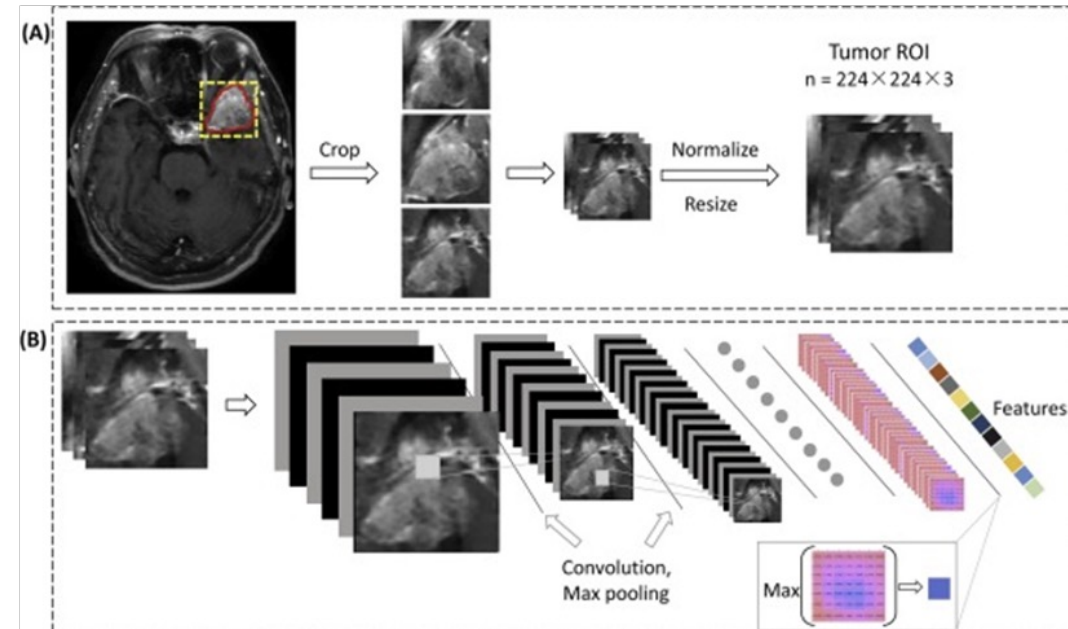 (A)
Tumor ROI
n = 224×224×3
Crop
Normalize
Resize
(B)
Features
Convolution,
Max pooling
Max